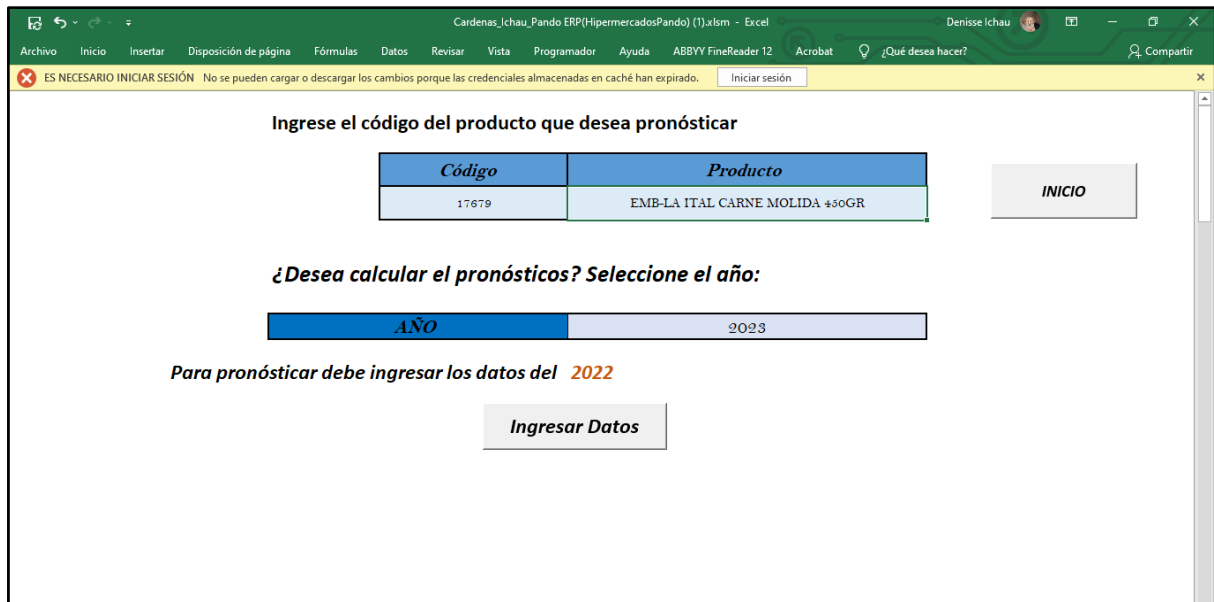 Cardenas_Ichau_Pando ERP(HipermercadosPando) (1).xlsm - Excel
Denisse Ichau
Archivo Inicio Insertar Disposición de página Fórmulas Datos Revisar Vista Programador Ayuda ABBYY FineReader 12 Acrobat ¿Qué desea hacer? Compartir
ES NECESARIO INICIAR SESIÓN No se pueden cargar o descargar los cambios porque las credenciales almacenadas en caché han expirado. Iniciar sesión
Ingrese el código del producto que desea pronósticar
Código Producto
17679 EMB-LA ITAL CARNE MOLIDA 450GR
INICIO
¿Desea calcular el pronósticos? Seleccione el año:
AÑO 2023
Para pronósticar debe ingresar los datos del 2022
Ingresar Datos